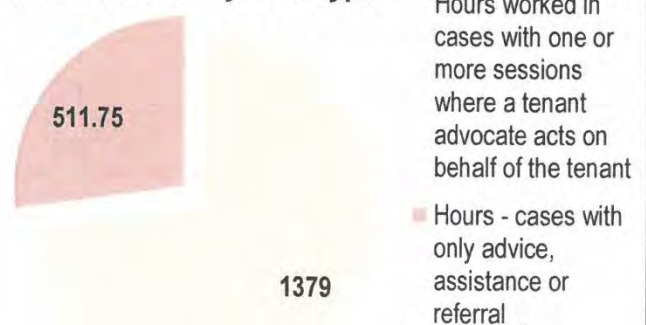 Hours worked in
cases with one or
more sessions
where a tenant
advocate acts on
behalf of the tenant
Hours - cases with
only advice,
assistance or
referral
511.75
1379